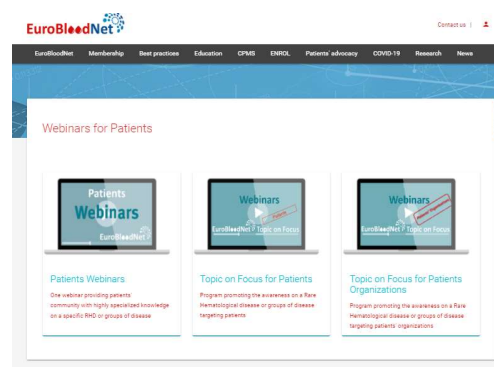 EuroBloodNet
Contact us |
EuroBloodNet Membership Best practices Education CPMS ENROL Patients' advocacy COVID-19 Research News
Webinars for Patients
Patients
Webinars
EuroBloodNet
Webinars
Patients
EuroBloodNet Topic on Focus
Webinars
Patients' Organizations
EuroBloodNet Topic on Focus
Patients Webinars
One webinar providing patients'
community with highly specialized knowledge
on a specific RHD or groups of disease
Topic on Focus for Patients
Program promoting the awareness on a Rare
Hematological disease or groups of disease
targeting patients
Topic on Focus for Patients
Organizations
Program promoting the awareness on a Rare
Hematological disease or groups of disease
targeting patients' organizations